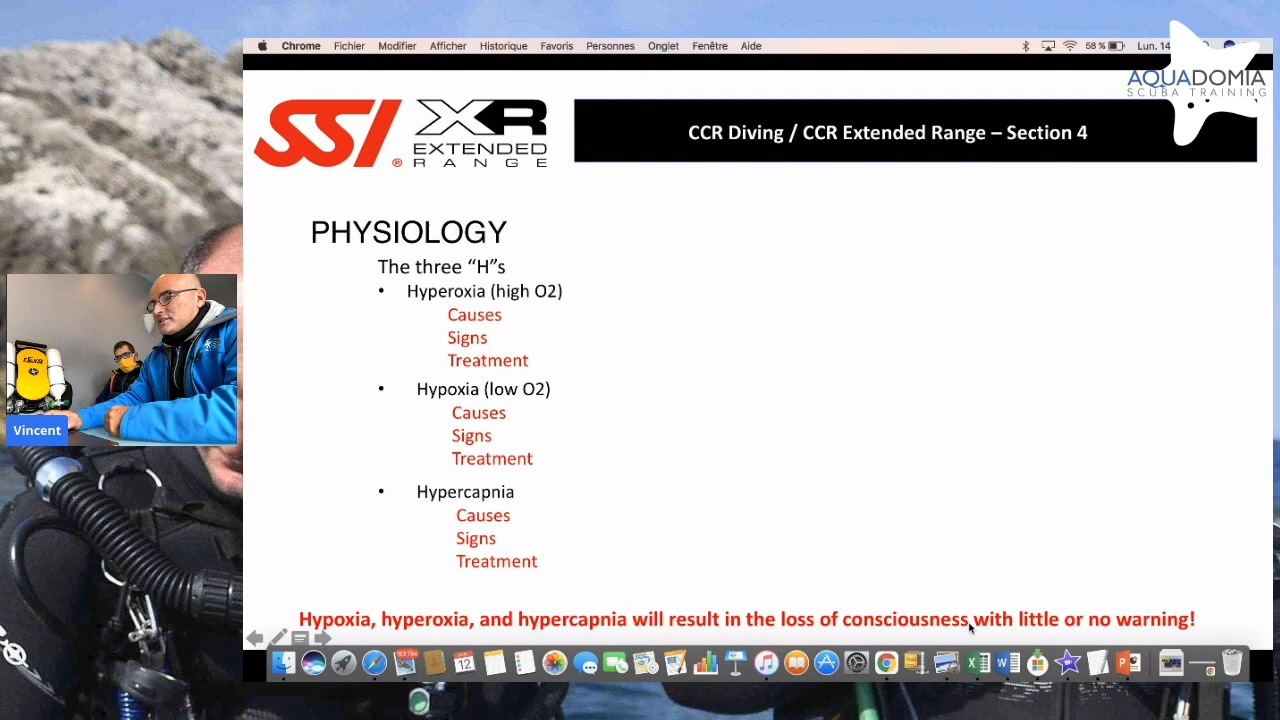 Chrome Fichier Modifier Afficher Historique Favoris Personnes Onglet Fenêtre Aide 58 % Lun. 14
AQUADOMIA
SCUBA TRAINING
SSI ® XR
EXTENDED
RANGE
CCR Diving / CCR Extended Range – Section 4
PHYSIOLOGY
The three “H”s
• Hyperoxia (high O2)
Causes
Signs
Treatment
• Hypoxia (low O2)
Causes
Signs
Treatment
• Hypercapnia
Causes
Signs
Treatment
Vincent
Hypoxia, hyperoxia, and hypercapnia will result in the loss of consciousness with little or no warning!
12